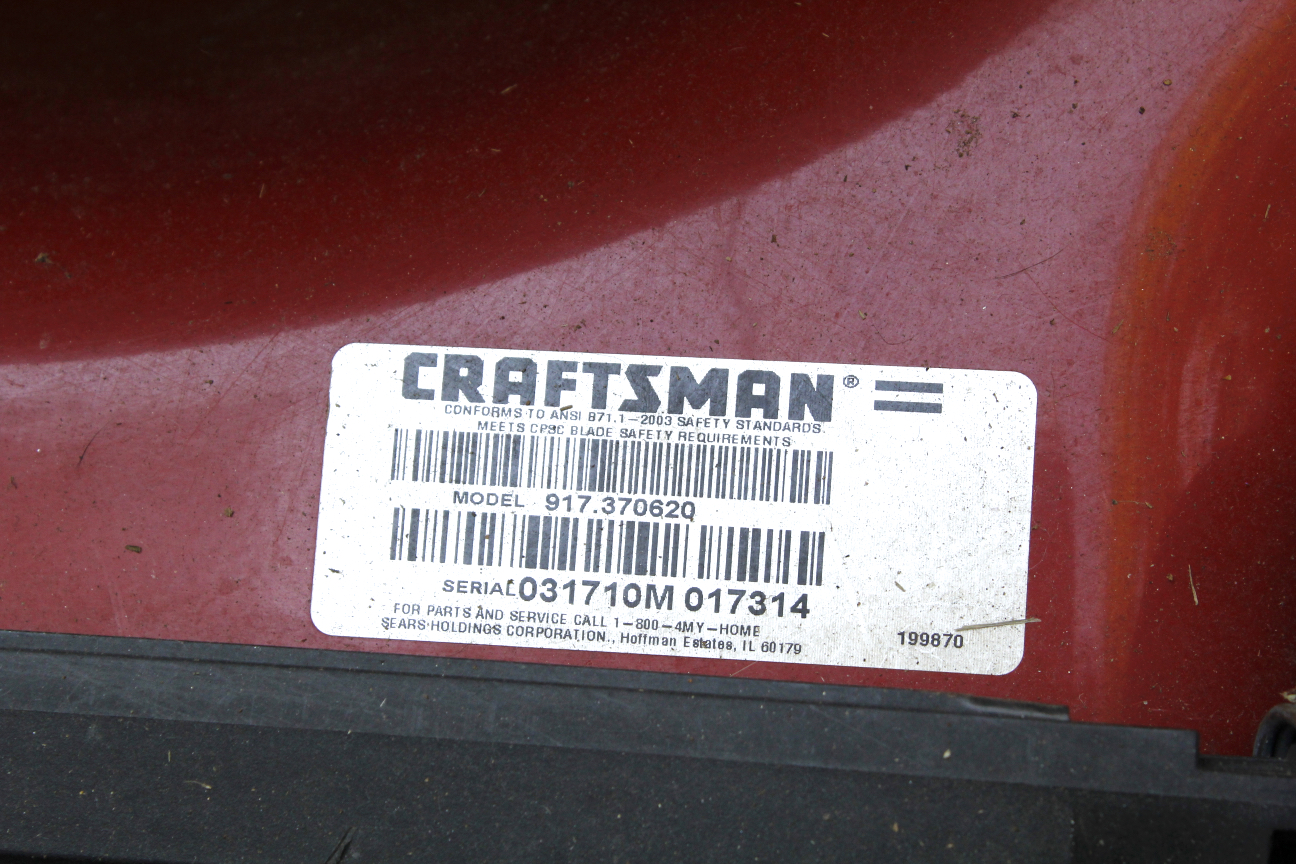 CRAFTSMAN®
CONFORMS TO ANSI B71.1-2003 SAFETY STANDARDS.
MEETS CPSC BLADE SAFETY REQUIREMENTS
MODEL 917.370620
SERIAL 031710M 017314
FOR PARTS AND SERVICE CALL 1-800-4MY-HOME
SEARS HOLDINGS CORPORATION., Hoffman Estates, IL 60179
199870